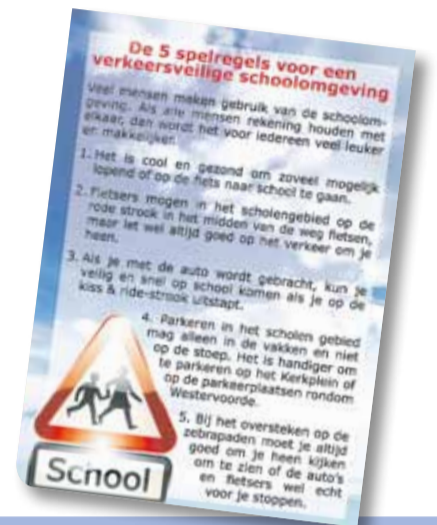 De 5 spelregels voor een
verkeersveilige schoolomgeving
Veel mensen maken gebruik van de schoolom-
geving. Als alle mensen rekening houden met
elkaar, dan wordt het voor iedereen veel leuker
en makkelijker.
1. Het is cool en gezond om zoveel mogelijk
lopend of op de fiets naar school te gaan.
2. Fietsers mogen in het scholengebied op de
rode strook in het midden van de weg fietsen,
maar let wel altijd goed op het verkeer om je
heen.
3. Als je met de auto wordt gebracht, kun je
veilig en snel op school komen als je op de
kiss & ride-strook uitstapt.
4. Parkeren in het scholen gebied
mag alleen in de vakken en niet
op de stoep. Het is handiger om
te parkeren op het Kerkplein of
op de parkeerplaatsen rondom
Westervoorde.
5. Bij het oversteken op de
zebrapaden moet je altijd
goed om je heen kijken
om te zien of de auto's
en fietsers wel echt
voor je stoppen.
School